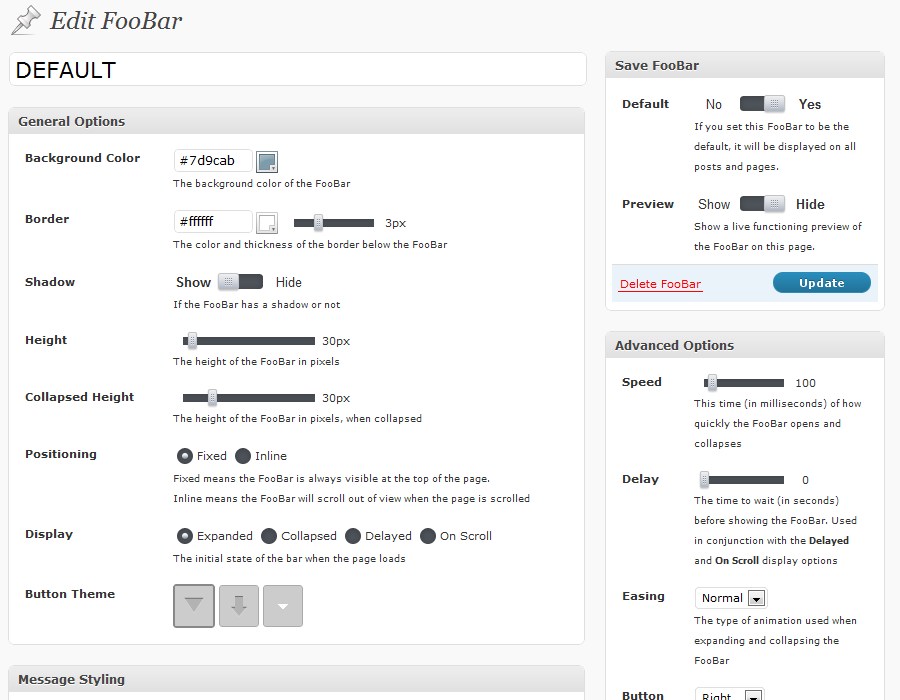 Edit FooBar
DEFAULT
General Options
Background Color
#7d9cab
The background color of the FooBar
Border
#ffffff
3px
The color and thickness of the border below the FooBar
Shadow
Show Hide
If the FooBar has a shadow or not
Height
30px
The height of the FooBar in pixels
Collapsed Height
30px
The height of the FooBar in pixels, when collapsed
Positioning
Fixed Inline
Fixed means the FooBar is always visible at the top of the page.
Inline means the FooBar will scroll out of view when the page is scrolled
Display
Expanded Collapsed Delayed On Scroll
The initial state of the bar when the page loads
Button Theme
Message Styling
Save FooBar
Default
No Yes
If you set this FooBar to be the
default, it will be displayed on all
posts and pages.
Preview
Show Hide
Show a live functioning preview of
the FooBar on this page.
Delete FooBar
Update
Advanced Options
Speed
100
This time (in milliseconds) of how
quickly the FooBar opens and
collapses
Delay
0
The time to wait (in seconds)
before showing the FooBar. Used
in conjunction with the Delayed
and On Scroll display options
Easing
Normal
The type of animation used when
expanding and collapsing the
FooBar
Button
Right